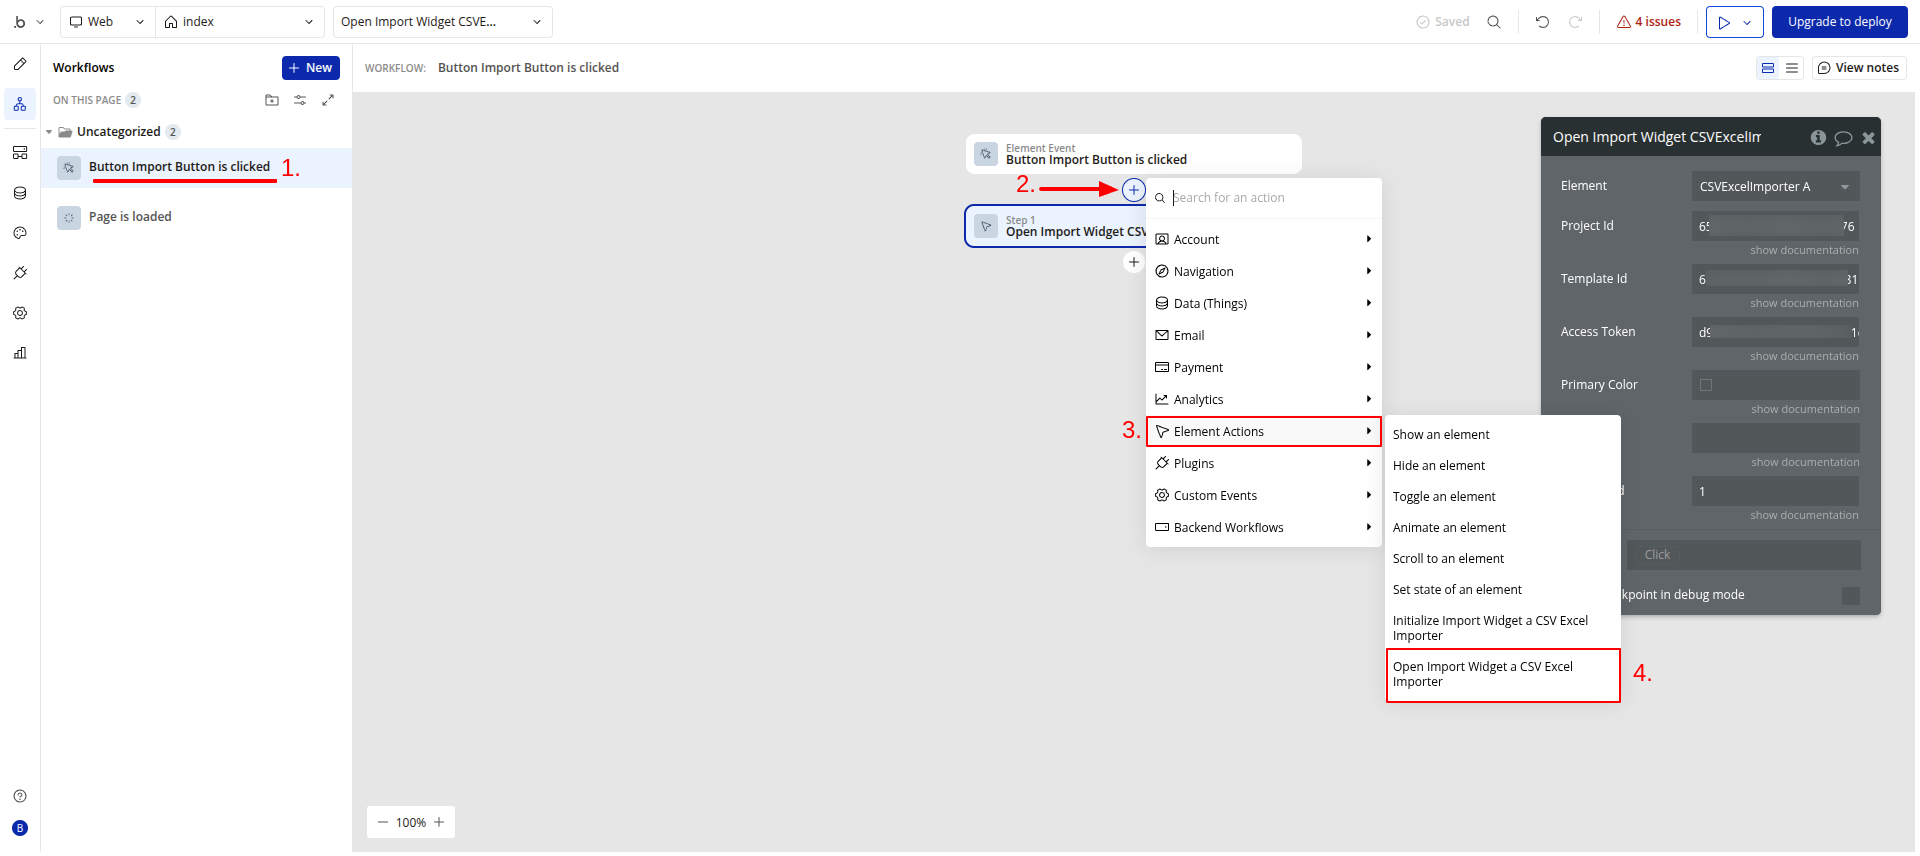 .b
Web
index
Open Import Widget CSVE...
Saved
4 issues
Upgrade to deploy
Workflows
+ New
WORKFLOW: Button Import Button is clicked
View notes
ON THIS PAGE 2
Uncategorized 2
Button Import Button is clicked 1.
Page is loaded
Element Event
Button Import Button is clicked
2.
Step 1
Open Import Widget CSV
Search for an action
Account
Navigation
Data (Things)
Email
Payment
Analytics
3. Element Actions
Plugins
Custom Events
Backend Workflows
Show an element
Hide an element
Toggle an element
Animate an element
Scroll to an element
Set state of an element
Initialize Import Widget a CSV Excel
Importer
Open Import Widget a CSV Excel
Importer
4.
Open Import Widget CSVExcelIm
Element CSVExcelImporter A
Project Id 65 76
show documentation
Template Id 6 31
show documentation
Access Token d9 1
show documentation
Primary Color
show documentation
show documentation
d 1
show documentation
Click
kpoint in debug mode
100%
B